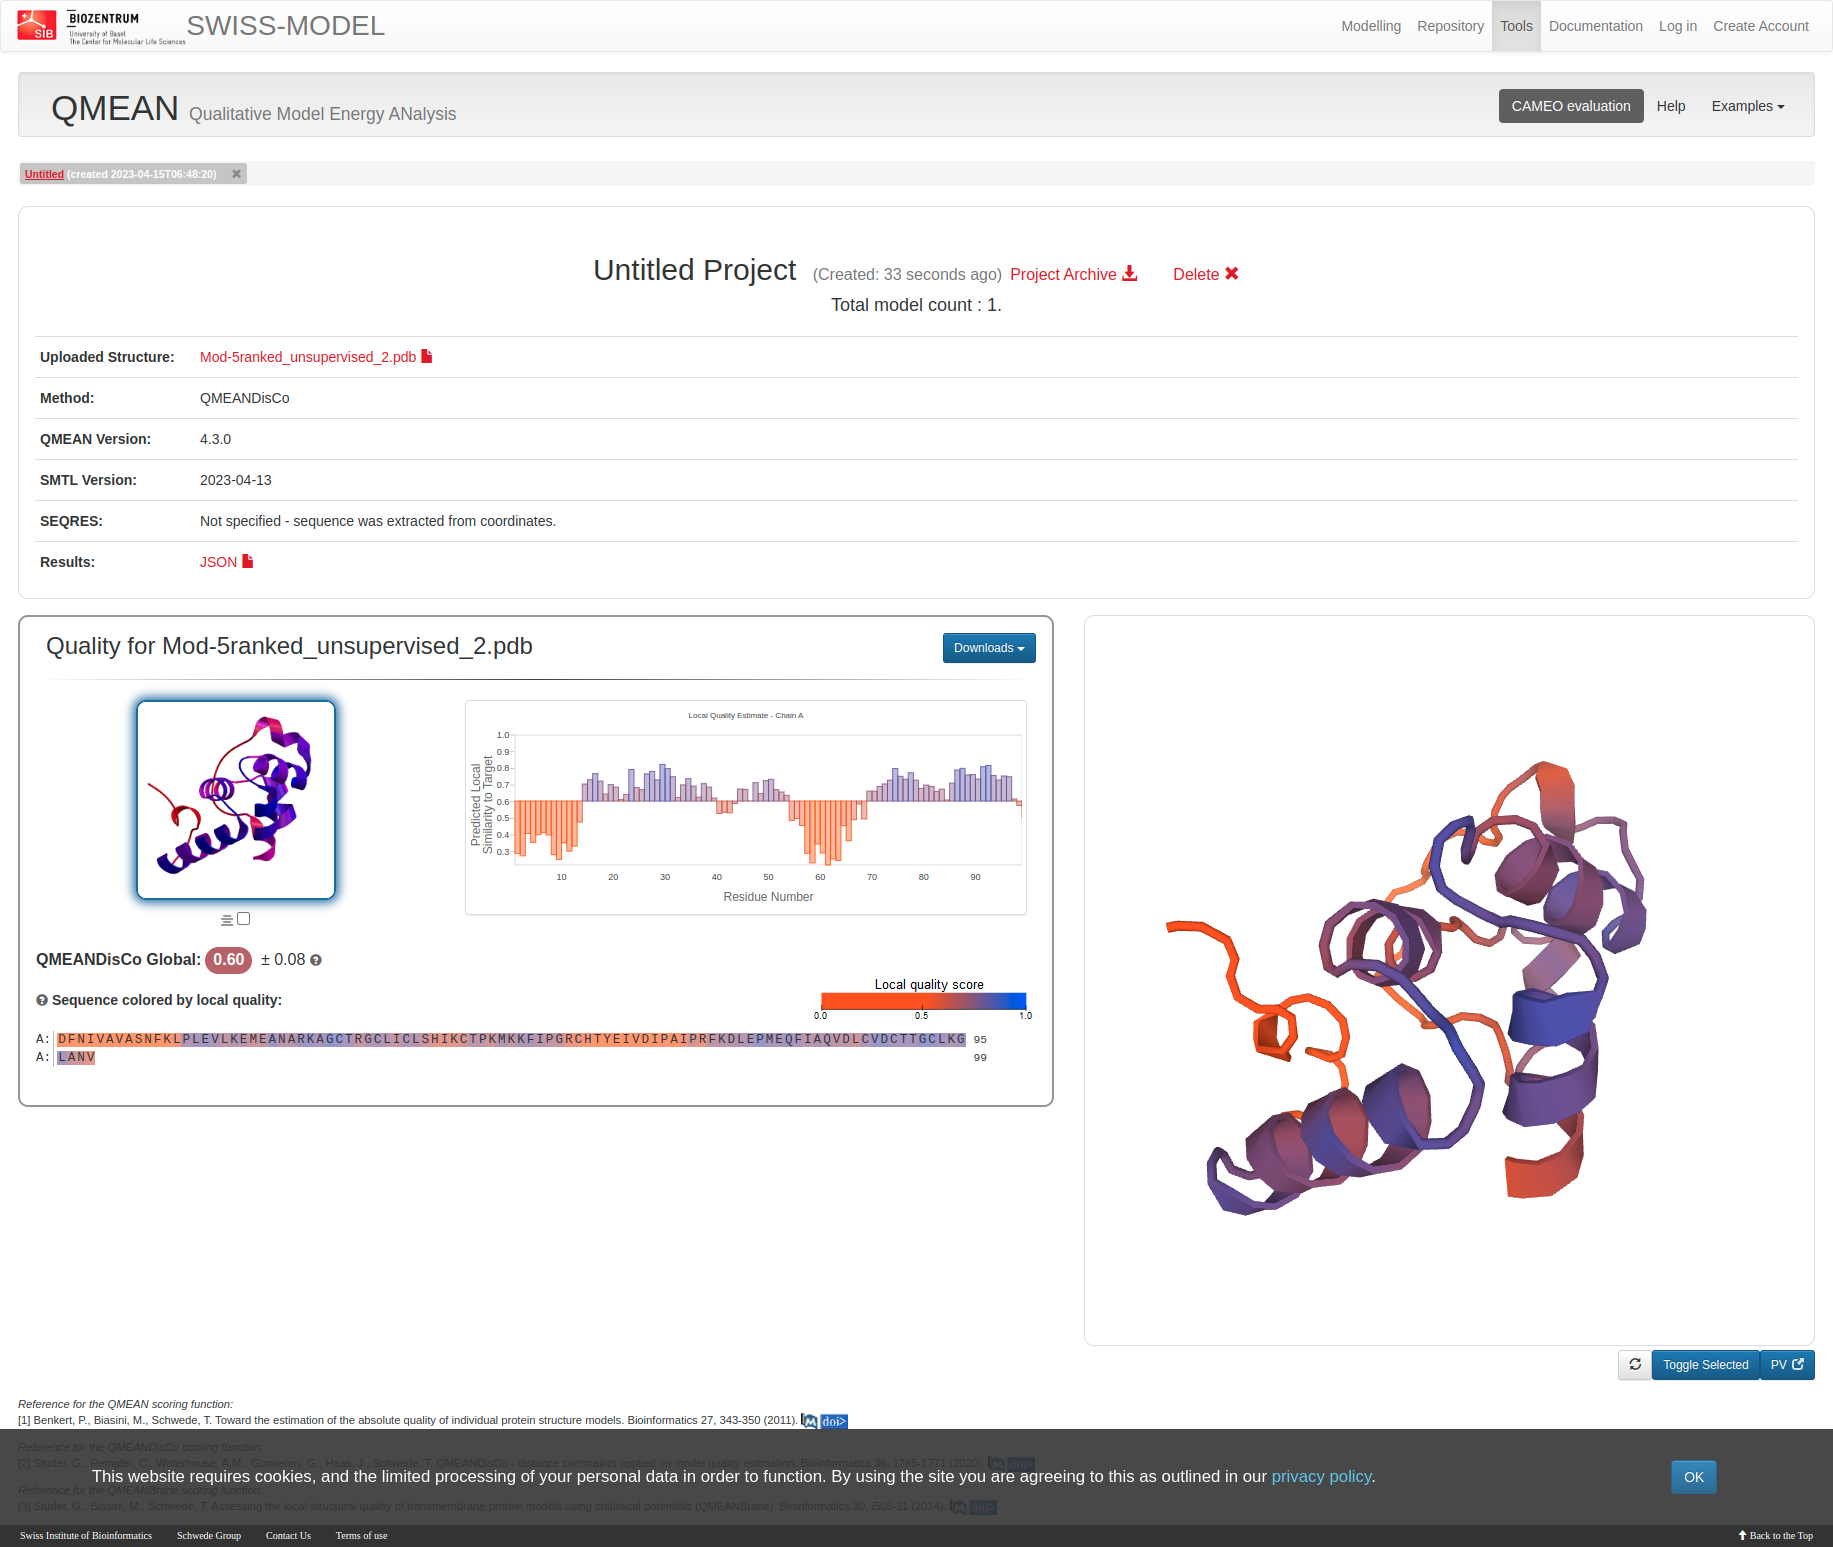 SIB
BIOZENTRUM
University of Basel
The Center for Molecular Life Sciences
SWISS-MODEL
Modelling Repository Tools Documentation Log in Create Account
QMEAN Qualitative Model Energy ANalysis
CAMEO evaluation Help Examples
Untitled (created 2023-04-15T06:48:20)
Untitled Project (Created: 33 seconds ago) Project Archive Delete
Total model count : 1.
Uploaded Structure: Mod-5ranked_unsupervised_2.pdb
Method: QMEANDisCo
QMEAN Version: 4.3.0
SMTL Version: 2023-04-13
SEQRES: Not specified - sequence was extracted from coordinates.
Results: JSON
Quality for Mod-5ranked_unsupervised_2.pdb
Downloads
Local Quality Estimate - Chain A
Predicted Local
Similarity to Target
1.0
0.9
0.8
0.7
0.6
0.5
0.4
0.3
10 20 30 40 50 60 70 80 90
Residue Number
QMEANDisCo Global: 0.60 ± 0.08
Sequence colored by local quality:
Local quality score
0.0 0.5 1.0
A: DFNIVAVASNFKLPLEVLKEMEANARKAGCTRGCLICLSHIKCTPKMKKFIPGRCHTYEIVDIPAIPRFKDLEPMEQFIAQVDLCVDCTTGCLKG 95
A: LANV 99
Toggle Selected PV
Reference for the QMEAN scoring function:
[1] Benkert, P., Biasini, M., Schwede, T. Toward the estimation of the absolute quality of individual protein structure models. Bioinformatics 27, 343-350 (2011). M doi>
Reference for the QMEANDisCo scoring function:
[2] Studer, G., Rempfer, C., Waterhouse, A.M., Gumienny, G., Haas, J., Schwede, T. QMEANDisCo - distance constraints applied on model quality estimation. Bioinformatics 36, 1765-1771 (2020). M doi>
This website requires cookies, and the limited processing of your personal data in order to function. By using the site you are agreeing to this as outlined in our privacy policy.
OK
Reference for the QMEANBrane scoring function:
[3] Studer, G., Biasini, M., Schwede, T. Assessing the local structural quality of transmembrane protein models using statistical potentials (QMEANBrane). Bioinformatics 30, i505-11 (2014). M doi>
Swiss Institute of Bioinformatics Schwede Group Contact Us Terms of use Back to the Top